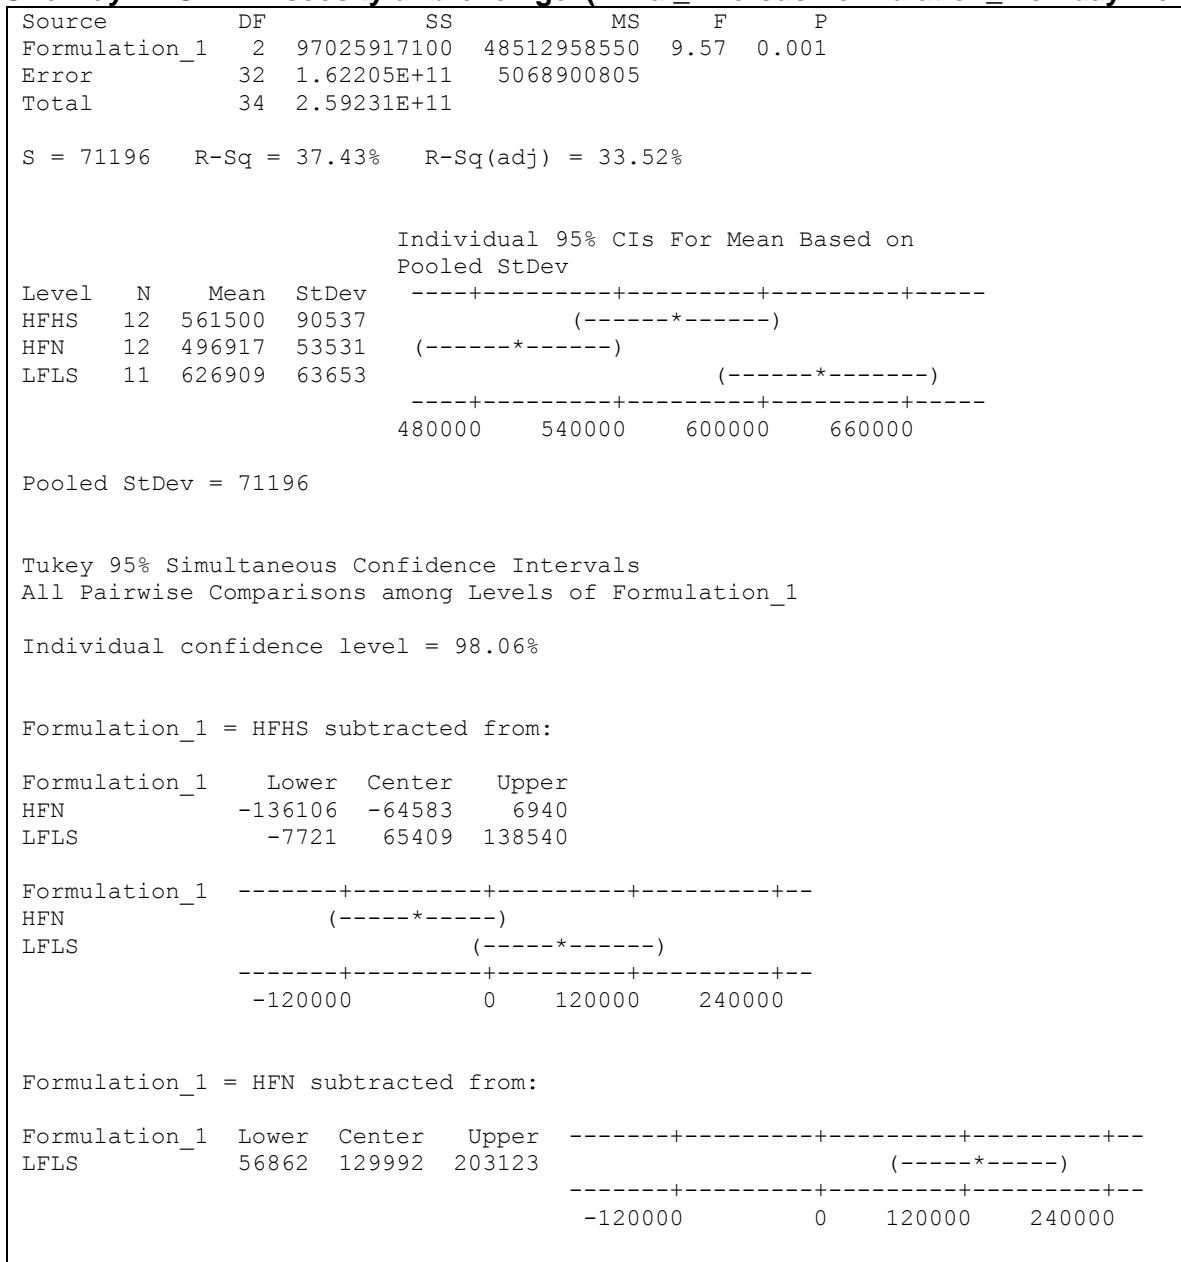 Source           DF           SS           MS     F      P
Formulation_1   2  97025917100  48512958550  9.57  0.001
Error          32  1.62205E+11   5068900805
Total          34  2.59231E+11
S = 71196   R-Sq = 37.43%   R-Sq(adj) = 33.52%
Individual 95% CIs For Mean Based on
Pooled StDev
Level   N    Mean  StDev   ----+---------+---------+---------+-----
HFHS   12  561500  90537              (------*------)
HFN    12  496917  53531   (------*------)
LFLS   11  626909  63653                        (------*-------)
----+---------+---------+---------+-----
480000    540000    600000    660000
Pooled StDev = 71196
Tukey 95% Simultaneous Confidence Intervals
All Pairwise Comparisons among Levels of Formulation_1
Individual confidence level = 98.06%
Formulation_1 = HFHS subtracted from:
Formulation_1    Lower  Center   Upper
HFN            -136106  -64583    6940
LFLS             -7721   65409  138540
Formulation_1  -------+---------+---------+---------+--
HFN                  (-----*-----)
LFLS                           (-----*------)
-------+---------+---------+---------+--
-120000         0    120000    240000
Formulation_1 = HFN subtracted from:
Formulation_1  Lower  Center   Upper  -------+---------+---------+---------+--
LFLS           56862  129992  203123                        (-----*-----)
-------+---------+---------+---------+--
-120000         0    120000    240000